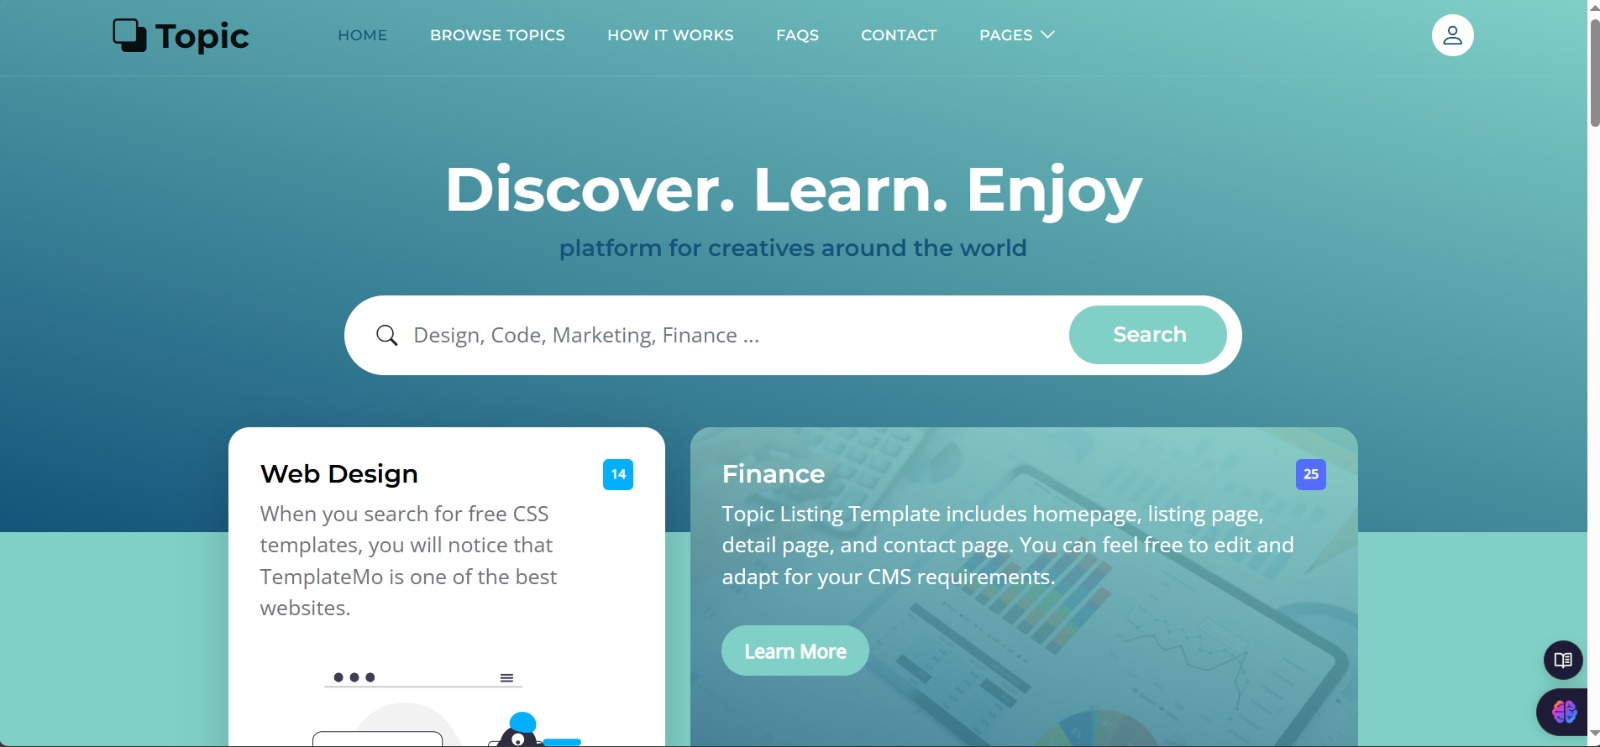 Topic
HOME
BROWSE TOPICS
HOW IT WORKS
FAQS
CONTACT
PAGES
Discover. Learn. Enjoy
platform for creatives around the world
Design, Code, Marketing, Finance ...
Search
Web Design
14
When you search for free CSS
templates, you will notice that
TemplateMo is one of the best
websites.
Finance
25
Topic Listing Template includes homepage, listing page,
detail page, and contact page. You can feel free to edit and
adapt for your CMS requirements.
Learn More